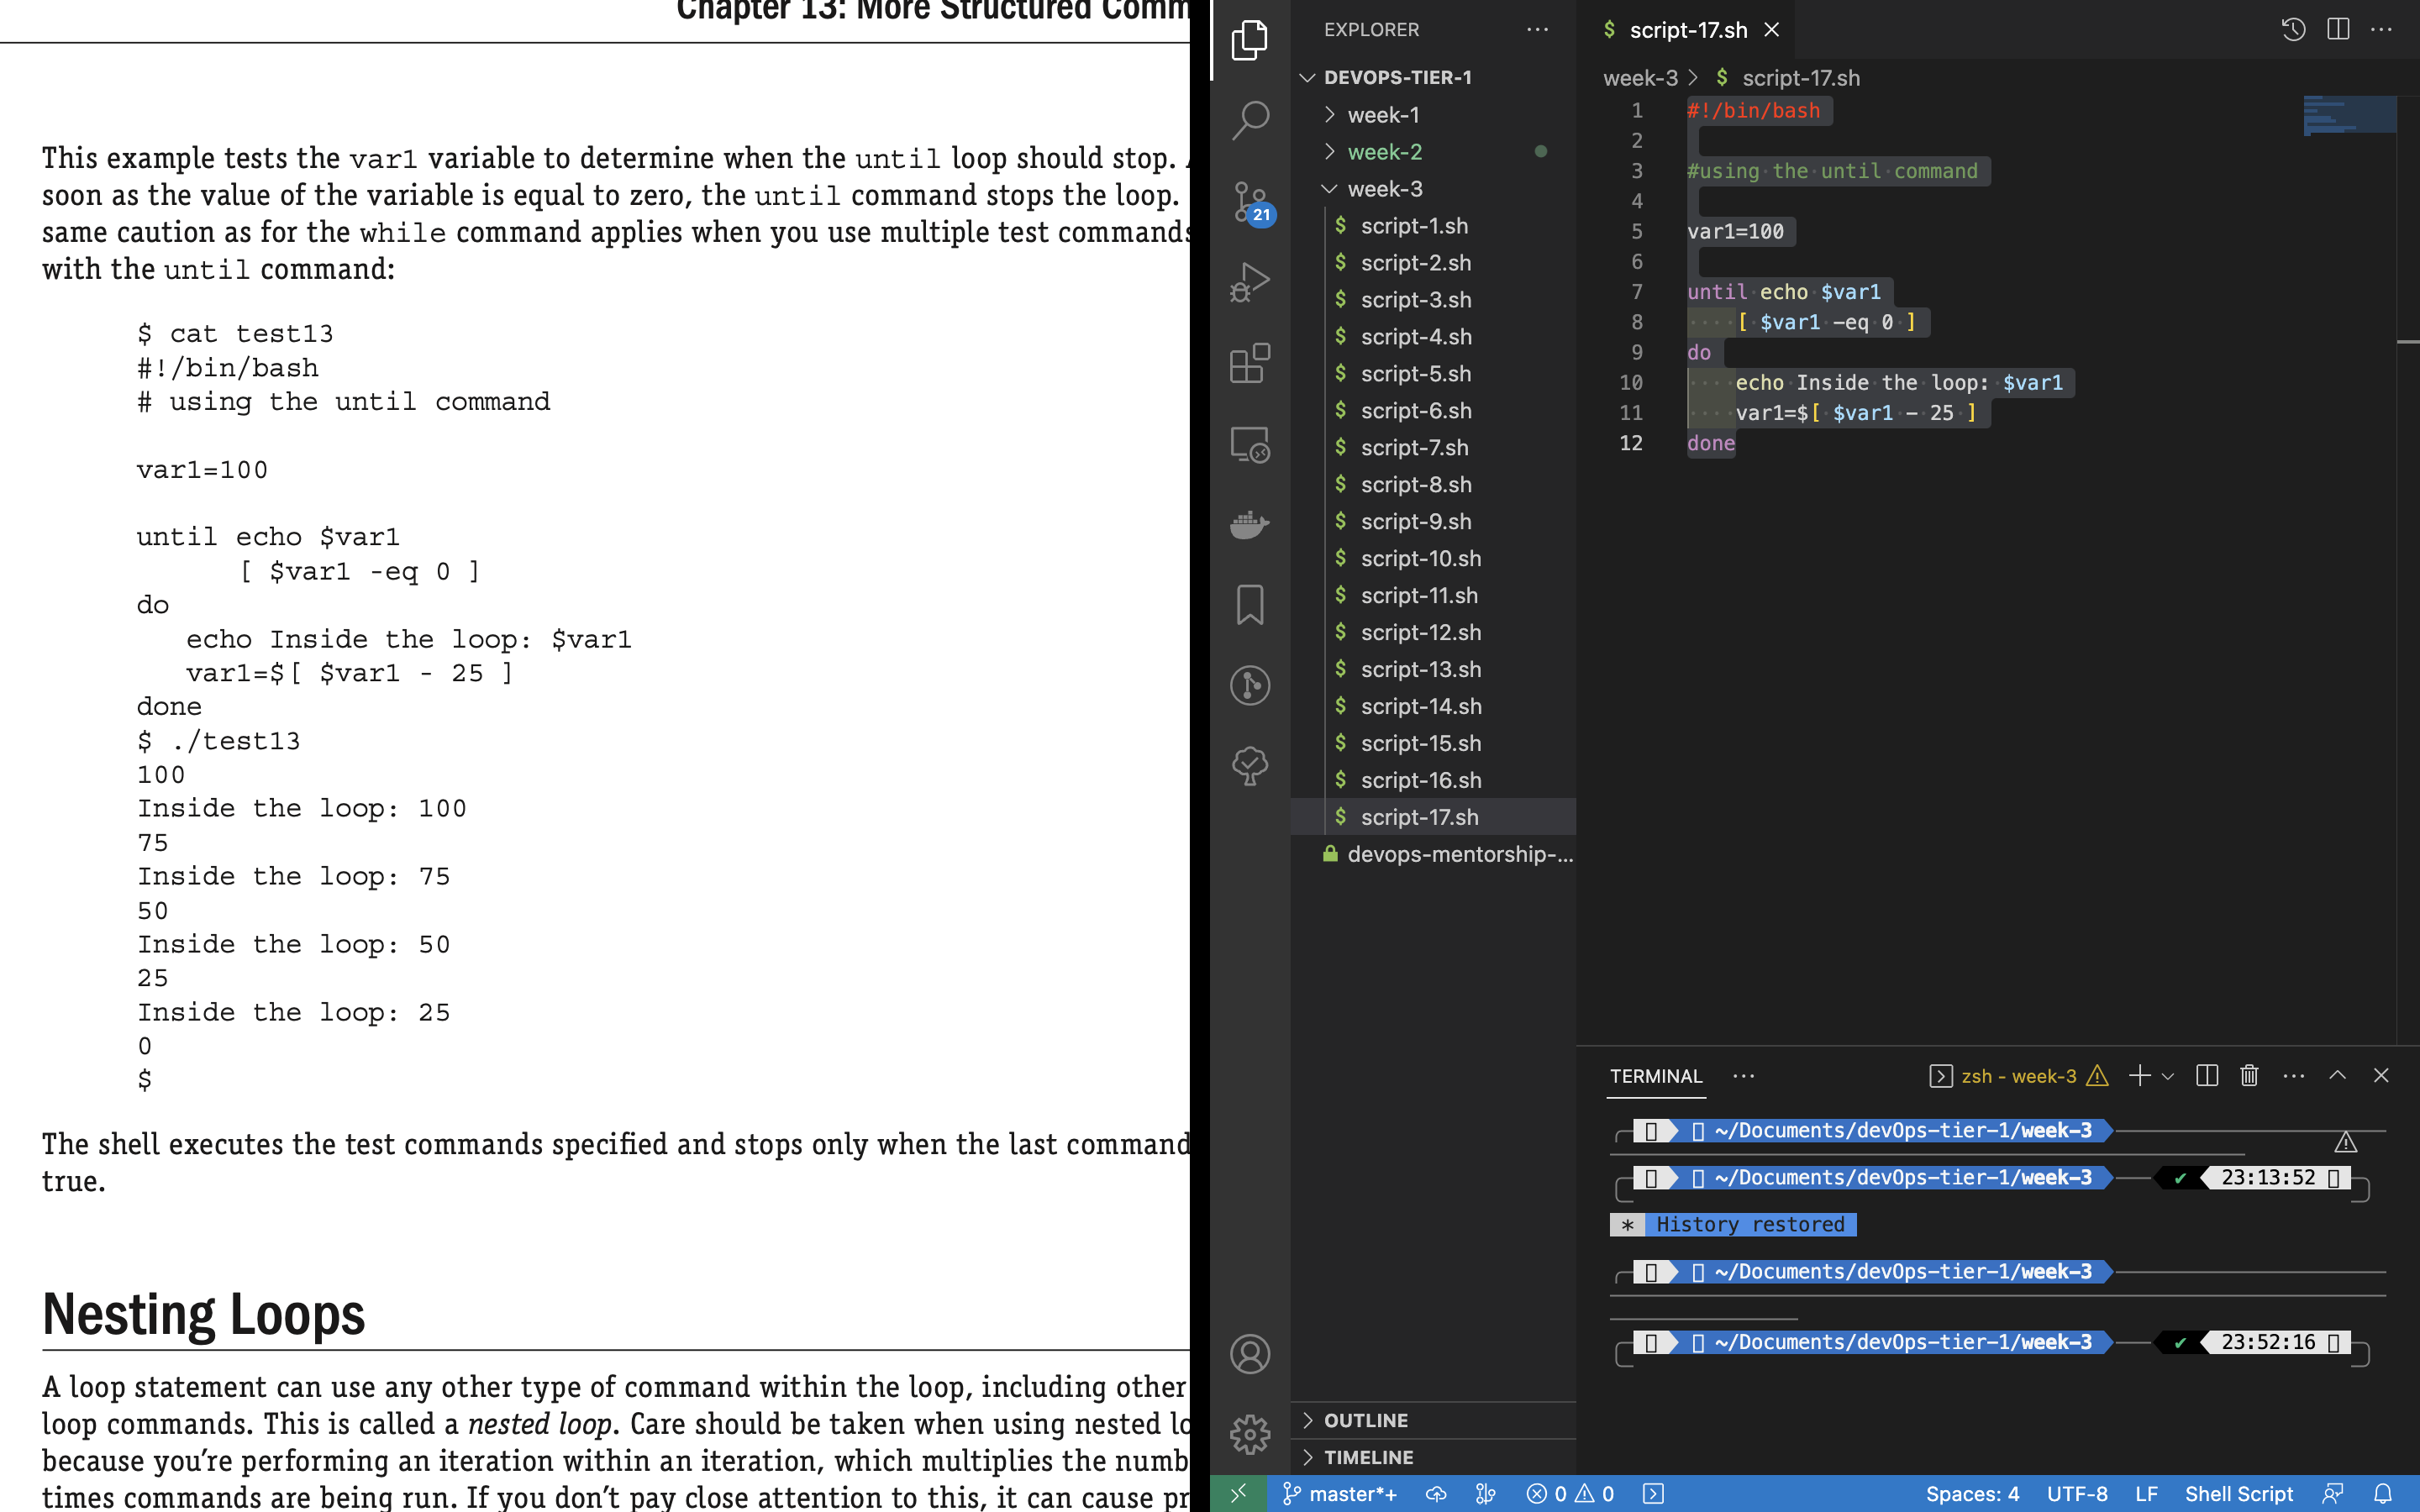 Chapter 13: More Structured Comm
This example tests the var1 variable to determine when the until loop should stop.
soon as the value of the variable is equal to zero, the until command stops the loop.
same caution as for the while command applies when you use multiple test commands
with the until command:
$ cat test13
#!/bin/bash
# using the until command
var1=100
until echo $var1
[ $var1 -eq 0 ]
do
echo Inside the loop: $var1
var1=$[ $var1 - 25 ]
done
$ ./test13
100
Inside the loop: 100
75
Inside the loop: 75
50
Inside the loop: 50
25
Inside the loop: 25
0
$
The shell executes the test commands specified and stops only when the last command
true.
Nesting Loops
A loop statement can use any other type of command within the loop, including other
loop commands. This is called a nested loop. Care should be taken when using nested lo
because you're performing an iteration within an iteration, which multiplies the numb
times commands are being run. If you don't pay close attention to this, it can cause pr
21
EXPLORER
DEVOPS-TIER-1
week-1
week-2
week-3
$ script-1.sh
$ script-2.sh
$ script-3.sh
$ script-4.sh
$ script-5.sh
$ script-6.sh
$ script-7.sh
$ script-8.sh
$ script-9.sh
$ script-10.sh
$ script-11.sh
$ script-12.sh
$ script-13.sh
$ script-14.sh
$ script-15.sh
$ script-16.sh
$ script-17.sh
devops-mentorship-...
OUTLINE
TIMELINE
$ script-17.sh
week-3 > $ script-17.sh
1 #!/bin/bash
2
3 #using the until command
4
5 var1=100
6
7 until echo $var1
8 [ $var1 -eq 0 ]
9 do
10 echo Inside the loop: $var1
11 var1=$[ $var1 - 25 ]
12 done
TERMINAL
zsh - week-3
~/Documents/devOps-tier-1/week-3
~/Documents/devOps-tier-1/week-3 ✔ 23:13:52
* History restored
~/Documents/devOps-tier-1/week-3
~/Documents/devOps-tier-1/week-3 ✔ 23:52:16
master*+ 0 0 Spaces: 4 UTF-8 LF Shell Script